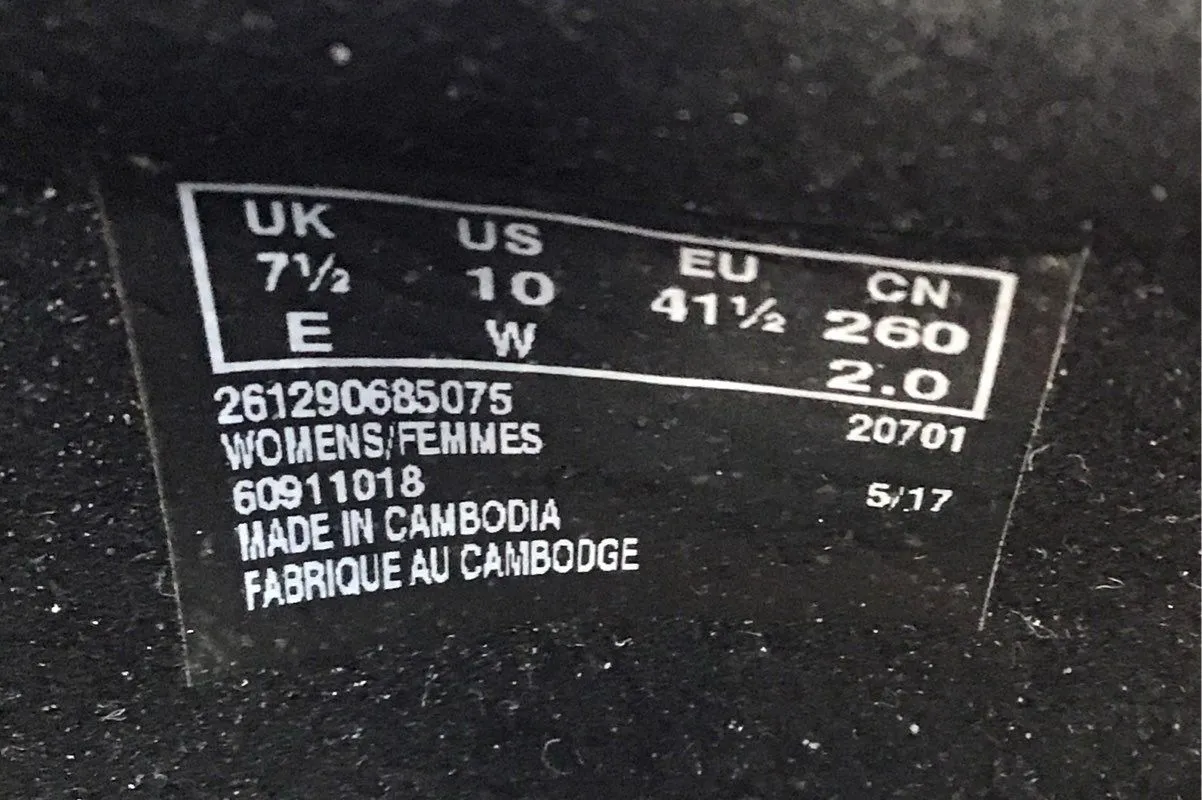 UK US EU CN
7½ 10 41½ 260
E W 2.0
261290685075 20701
WOMENS/FEMMES
60911018 5/17
MADE IN CAMBODIA
FABRIQUE AU CAMBODGE